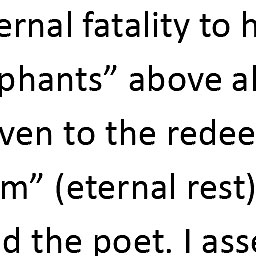 ernal fatality to h
phants” above al
ven to the redee
m” (eternal rest)
d the poet. I asse